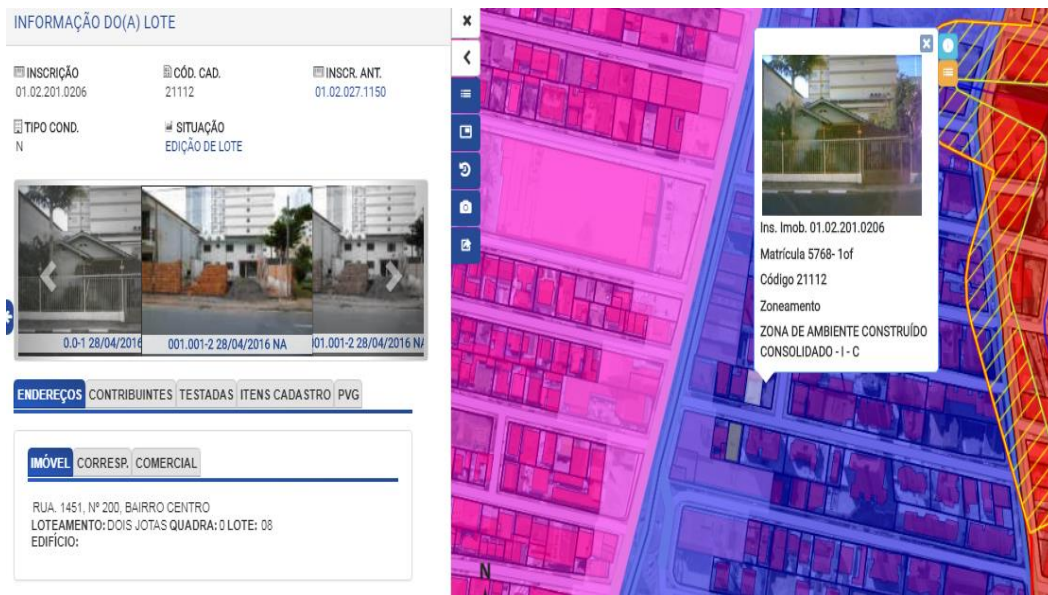 INFORMAÇÃO DO(A) LOTE
INSCRIÇÃO CÓD. CAD. INSCR. ANT.
01.02.201.0206 21112 01.02.027.1150
TIPO COND. SITUAÇÃO
N EDIÇÃO DE LOTE
0.0-1 28/04/2016 001.001-2 28/04/2016 NA 001.001-2 28/04/2016 NA
ENDEREÇOS CONTRIBUINTES TESTADAS ITENS CADASTRO PVG
IMÓVEL CORRESP. COMERCIAL
RUA. 1451, Nº 200, BAIRRO CENTRO
LOTEAMENTO: DOIS JOTAS QUADRA: 0 LOTE: 08
EDIFÍCIO:
Ins. Imob. 01.02.201.0206
Matrícula 5768- 1of
Código 21112
Zoneamento
ZONA DE AMBIENTE CONSTRUÍDO
CONSOLIDADO - I - C
N